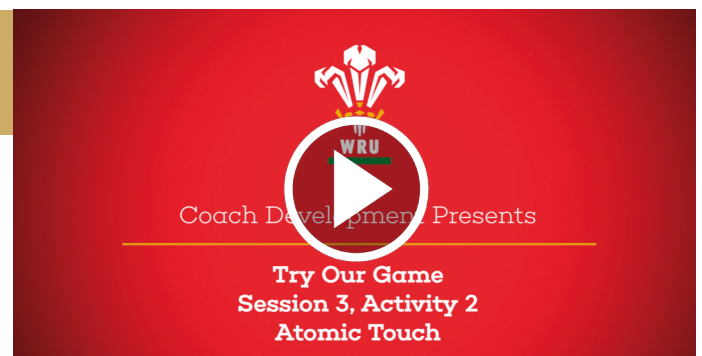 WRU
Coach Development Presents
Try Our Game
Session 3, Activity 2
Atomic Touch